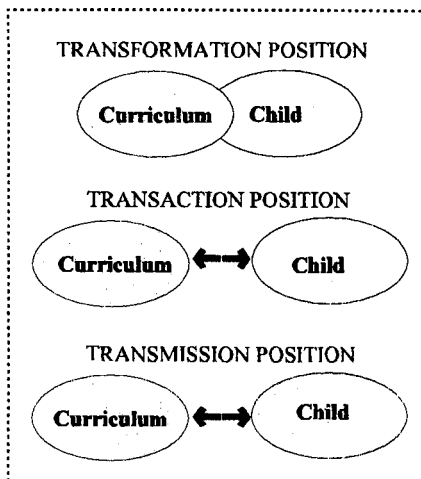 TRANSFORMATION POSITION
Curriculum Child
TRANSACTION POSITION
Curriculum Child
TRANSMISSION POSITION
Curriculum Child